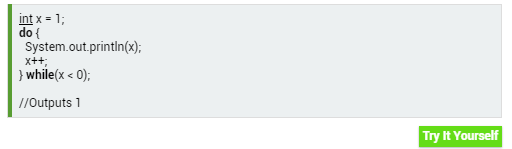 int x = 1;
do {
System.out.println(x);
x++;
} while(x < 0);
//Outputs 1
Try It Yourself